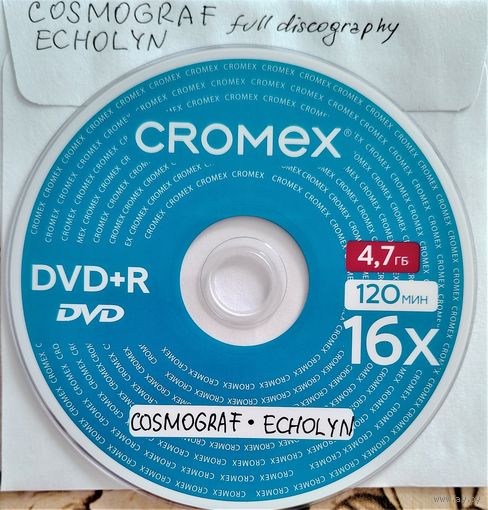 COSMOGRAF full discography
ECHOLYN
CROMEX®
DVD+R
DVD
4,7 ГБ
120 МИН
16x
COSMOGRAF • ECHOLYN